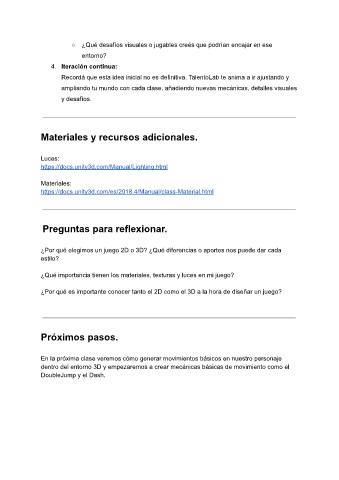 ○ ¿Qué desafíos visuales o jugables creés que podrían encajar en ese
entorno?
4. Iteración continua:
Recordá que esta idea inicial no es definitiva. TalentoLab te anima a ir ajustando y
ampliando tu mundo con cada clase, añadiendo nuevas mecánicas, detalles visuales
y desafíos.
Materiales y recursos adicionales.
Luces:
https://docs.unity3d.com/Manual/Lighting.html
Materiales:
https://docs.unity3d.com/es/2018.4/Manual/class-Material.html
Preguntas para reflexionar.
¿Por qué elegimos un juego 2D o 3D? ¿Qué diferencias o aportes nos puede dar cada
estilo?
¿Qué importancia tienen los materiales, texturas y luces en mi juego?
¿Por qué es importante conocer tanto el 2D como el 3D a la hora de diseñar un juego?
Próximos pasos.
En la próxima clase veremos cómo generar movimientos básicos en nuestro personaje
dentro del entorno 3D y empezaremos a crear mecánicas básicas de movimiento como el
DoubleJump y el Dash.